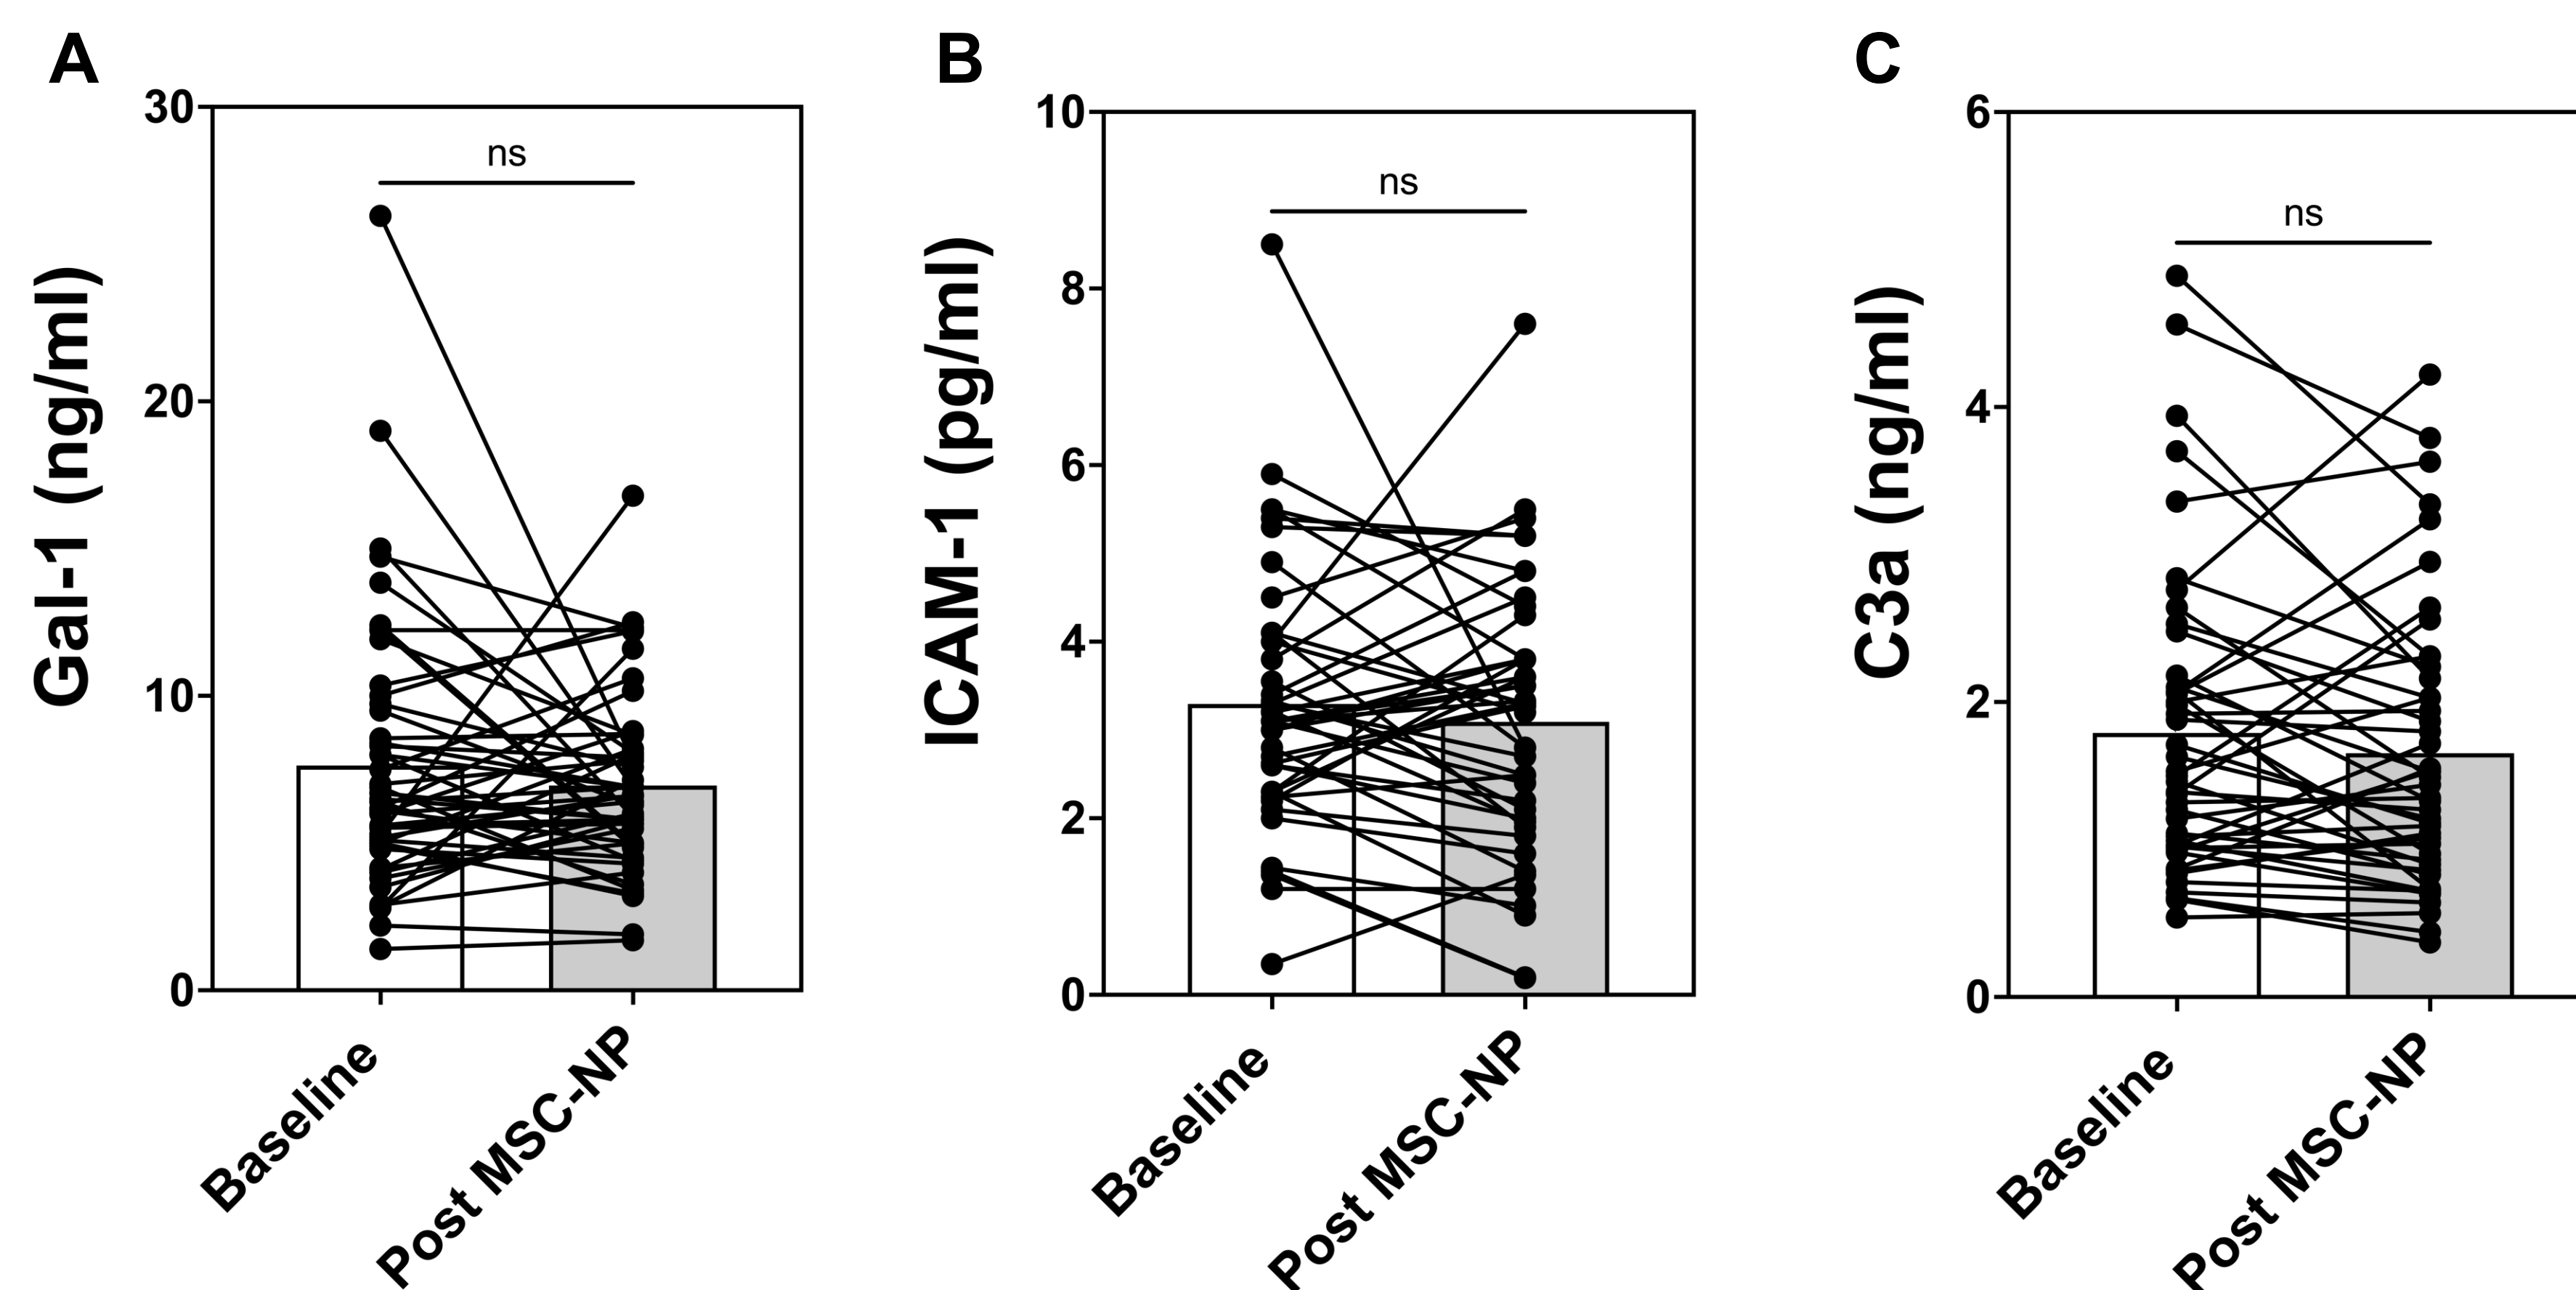 A
Gal-1 (ng/ml)
30
20
10
0
ns
Baseline
Post MSC-NP
B
ICAM-1 (pg/ml)
10
8
6
4
2
0
ns
Baseline
Post MSC-NP
C
C3a (ng/ml)
6
4
2
0
ns
Baseline
Post MSC-NP